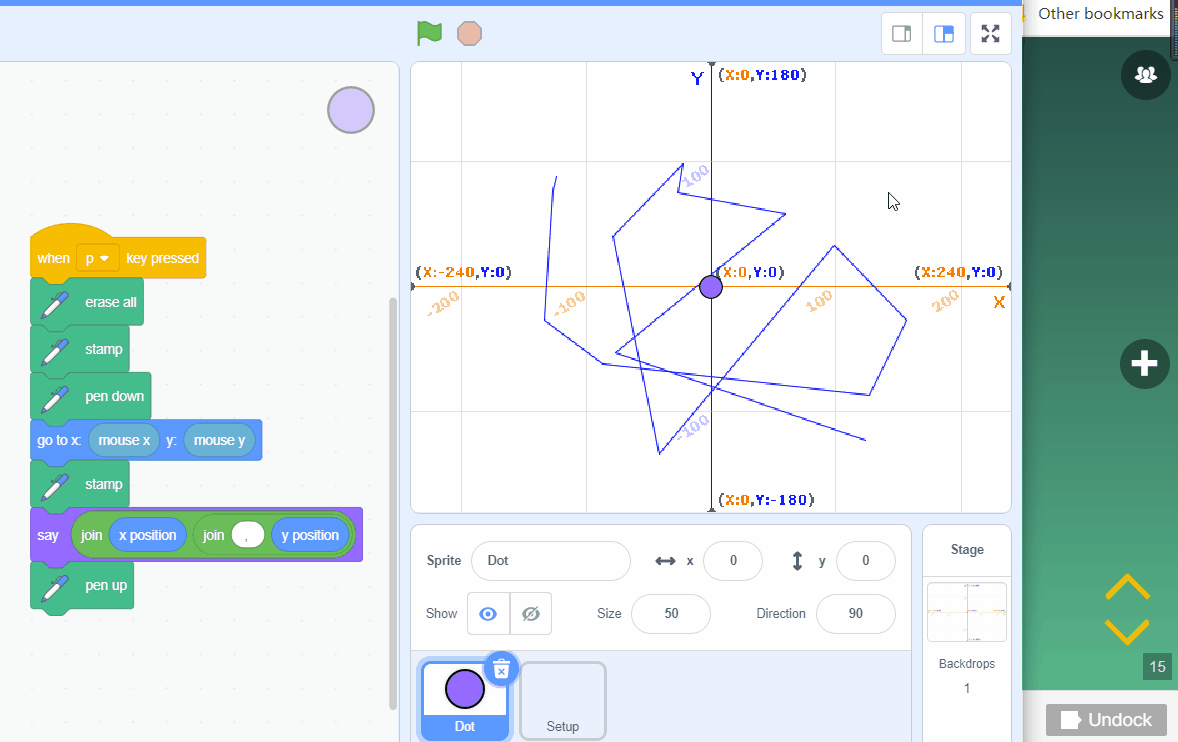 Other bookmarks
when p key pressed
erase all
stamp
pen down
go to x: mouse x y: mouse y
stamp
say join x position join , y position
pen up
Y (X:0,Y:180)
100
(X:-240,Y:0) (X:0,Y:0) (X:240,Y:0)
-200 -100 100 200 X
-100
(X:0,Y:-180)
Sprite Dot x 0 y 0
Show Size 50 Direction 90
Dot
Setup
Stage
Backdrops
1
15
Undock